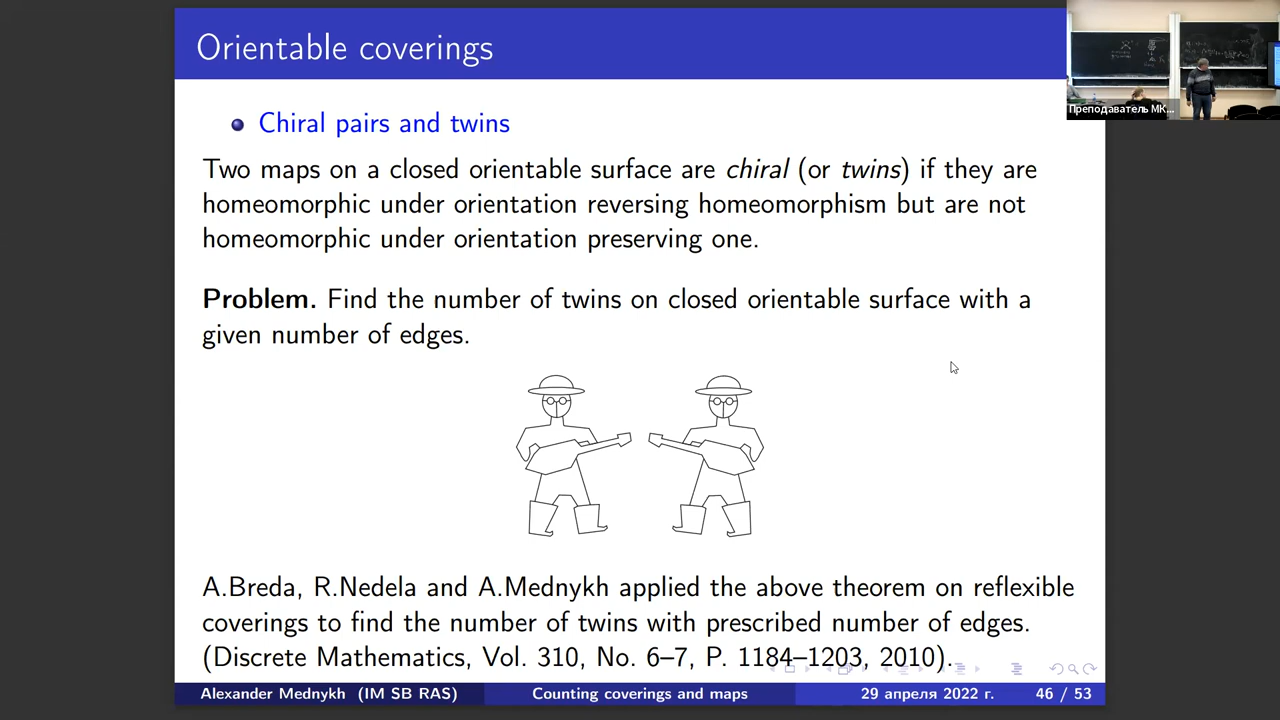 Orientable coverings
Chiral pairs and twins
Two maps on a closed orientable surface are chiral (or twins) if they are
homeomorphic under orientation reversing homeomorphism but are not
homeomorphic under orientation preserving one.
Problem. Find the number of twins on closed orientable surface with a
given number of edges.
A.Breda, R.Nedela and A.Mednykh applied the above theorem on reflexible
coverings to find the number of twins with prescribed number of edges.
(Discrete Mathematics, Vol. 310, No. 6–7, P. 1184–1203, 2010).
Alexander Mednykh (IM SB RAS) Counting coverings and maps 29 апреля 2022 г. 46 / 53
Преподаватель МК...